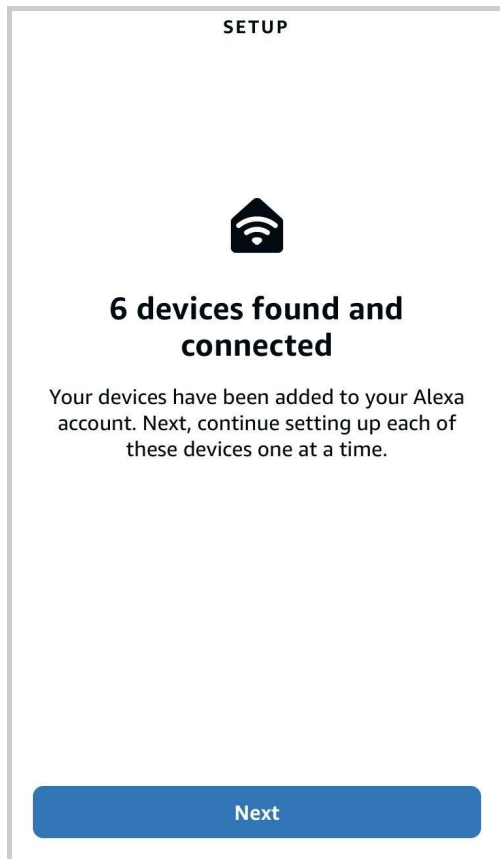 SETUP
6 devices found and
connected
Your devices have been added to your Alexa
account. Next, continue setting up each of
these devices one at a time.
Next